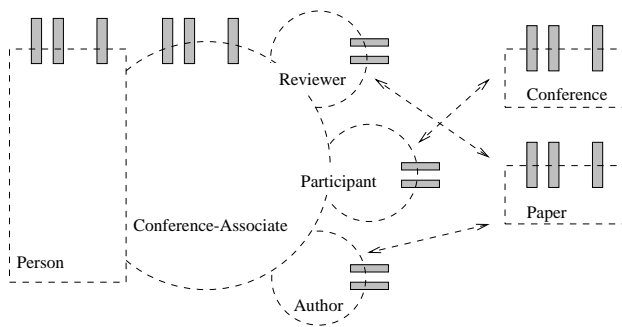 Reviewer
Conference
Participant
Paper
Conference-Associate
Person
Author